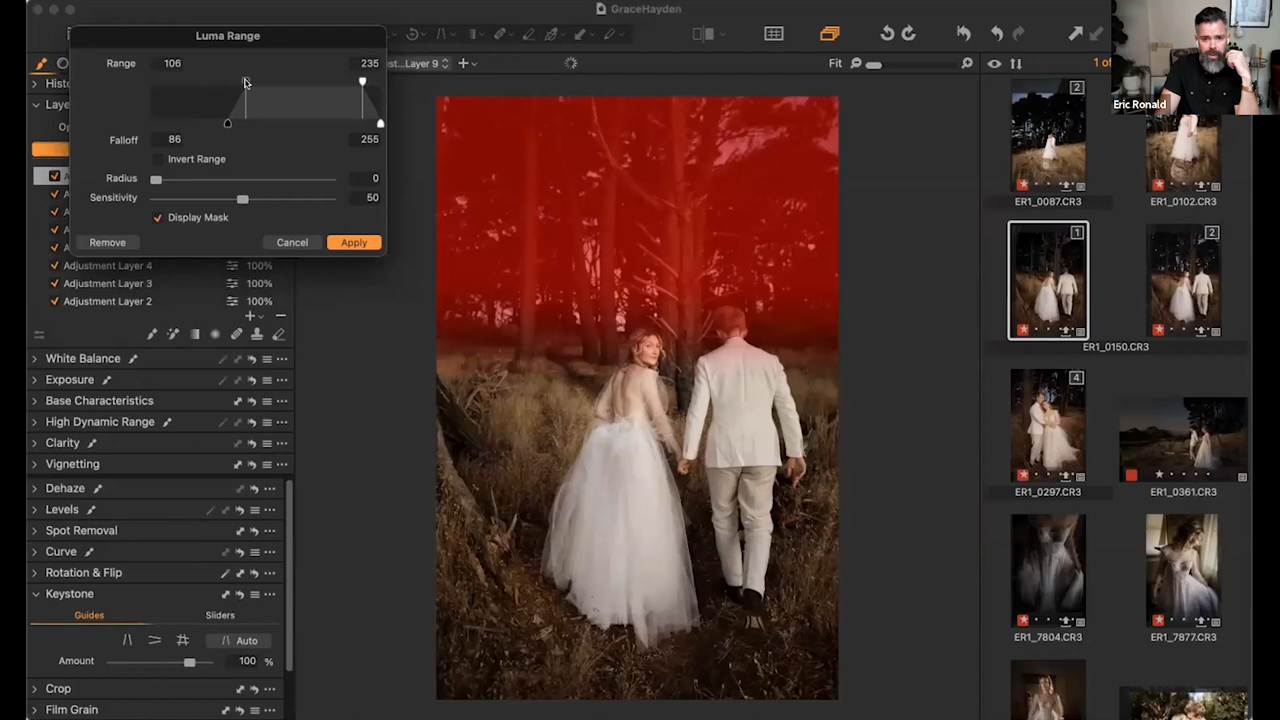 GraceHayden
Luma Range
Range 106 235
Falloff 86 255
Invert Range
Radius 0
Sensitivity 50
Display Mask
Remove Cancel Apply
Layer 9
Fit
Eric Ronald
Adjustment Layer 4 100%
Adjustment Layer 3 100%
Adjustment Layer 2 100%
White Balance
Exposure
Base Characteristics
High Dynamic Range
Clarity
Vignetting
Dehaze
Levels
Spot Removal
Curve
Rotation & Flip
Keystone
Guides Sliders
Auto
Amount 100 %
Crop
Film Grain
2
ER1_0087.CR3 ER1_0102.CR3
1 2
ER1_0150.CR3
4
ER1_0297.CR3 ER1_0361.CR3
ER1_7804.CR3 ER1_7877.CR3